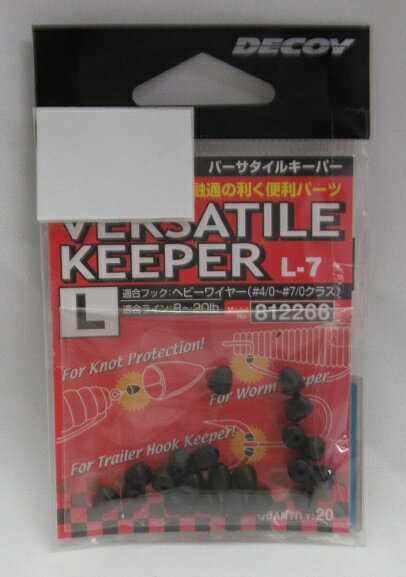 DECOY
バーサタイルキーパー
融通の利く便利パーツ
VERSATILE
KEEPER L-7
L
適合フック:ヘビーワイヤー(#4/0~#7/0クラス)
適合ライン:8~20lb
No. 812266
For Knot Protection!
For Worm Keeper
For Trailer Hook Keeper!
QUANTITY:20